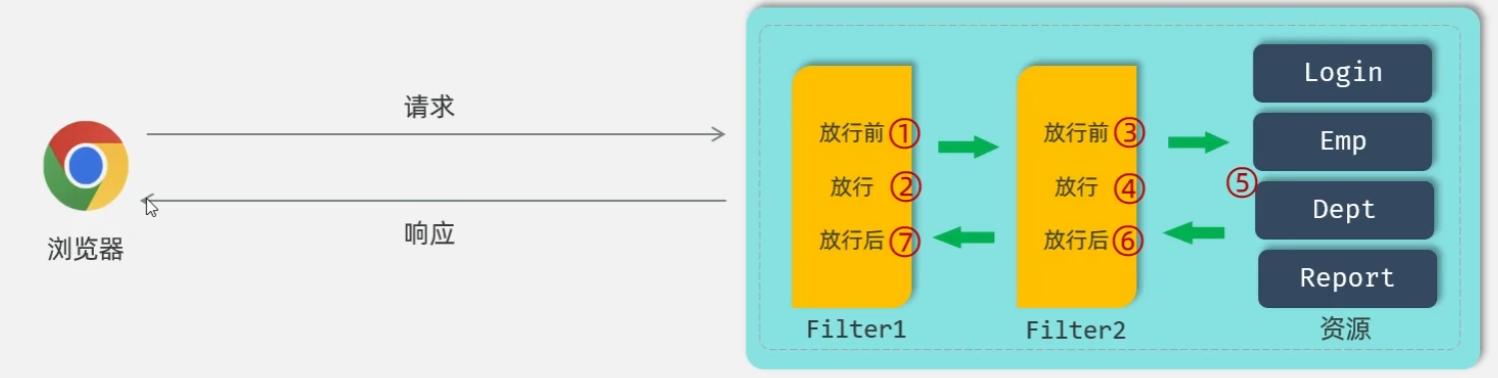 请求
响应
浏览器
放行前 ①
放行 ②
放行后 ⑦
Filter1
放行前 ③
放行 ④
放行后 ⑥
Filter2
⑤
Login
Emp
Dept
Report
资源